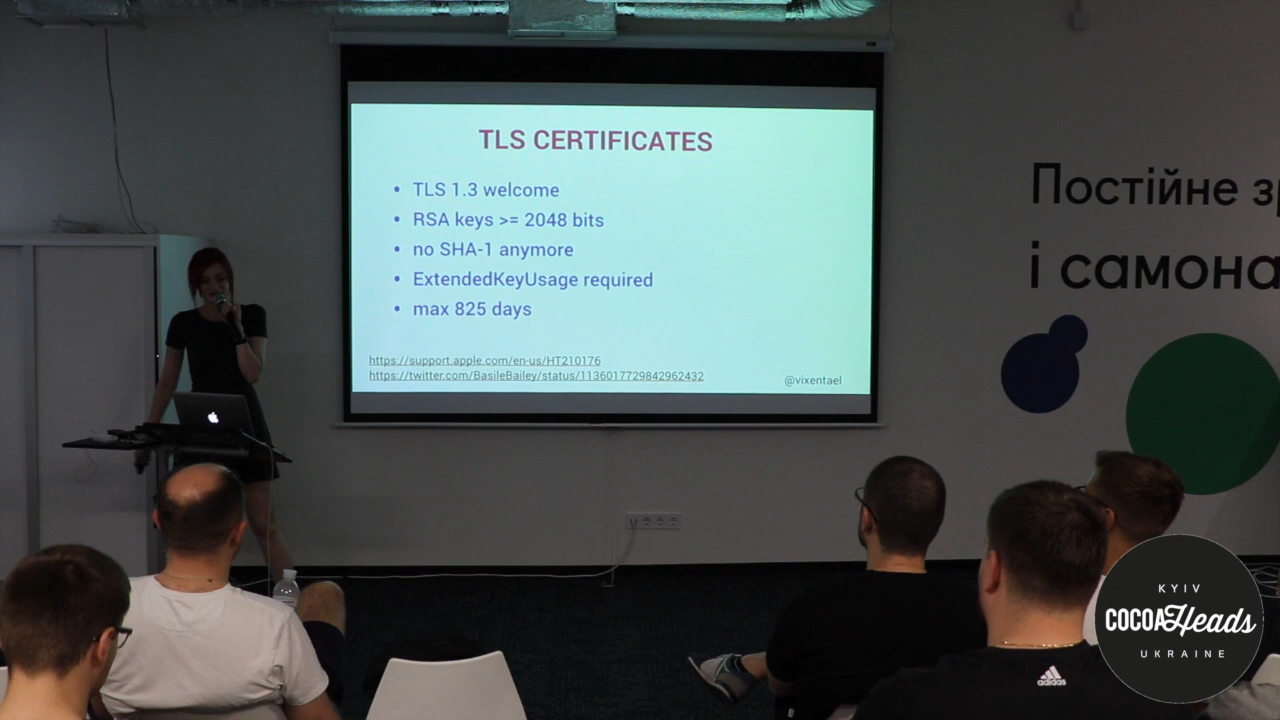 TLS CERTIFICATES
• TLS 1.3 welcome
• RSA keys >= 2048 bits
• no SHA-1 anymore
• ExtendedKeyUsage required
• max 825 days
https://support.apple.com/en-us/HT210176
https://twitter.com/BasileBailey/status/1136017729842962432
@vixentael
Постійне
і
adidas
KYIV
COCOAHeads
UKRAINE